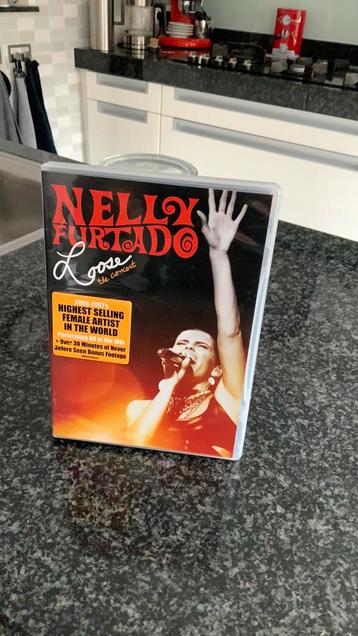 NELLY
FURTADO
Loose
the concert
2006-2007's
HIGHEST SELLING
FEMALE ARTIST
IN THE WORLD
Performing All of Her Hits
+ Over 30 Minutes of Never
Before Seen Bonus Footage